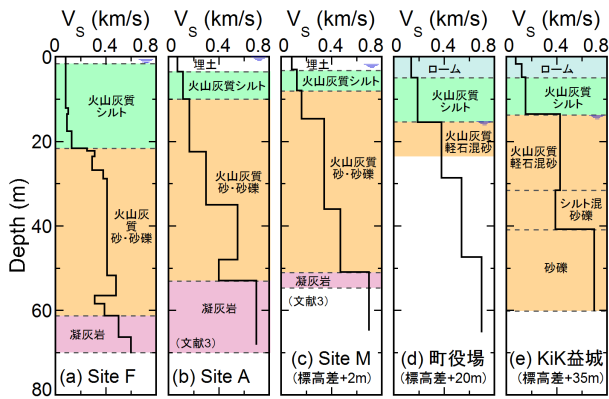 V_S (km/s) V_S (km/s) V_S (km/s) V_S (km/s) V_S (km/s)
0 0.4 0.8 0 0.4 0.8 0 0.4 0.8 0 0.4 0.8 0 0.4 0.8
Depth (m)
0
20
40
60
80
火山灰質
シルト
火山灰
質
砂・砂礫
凝灰岩
(a) Site F
埋土
火山灰質シルト
火山灰質
砂・砂礫
凝灰岩
(文献3)
(b) Site A
埋土
火山灰質シルト
火山灰質
砂・砂礫
凝灰岩
(文献3)
(c) Site M
(標高差+2m)
ローム
火山灰質
シルト
火山灰質
軽石混砂
(d) 町役場
(標高差+20m)
ローム
火山灰質
シルト
火山灰質
軽石混砂
シルト混
砂礫
砂礫
(e) KiK益城
(標高差+35m)